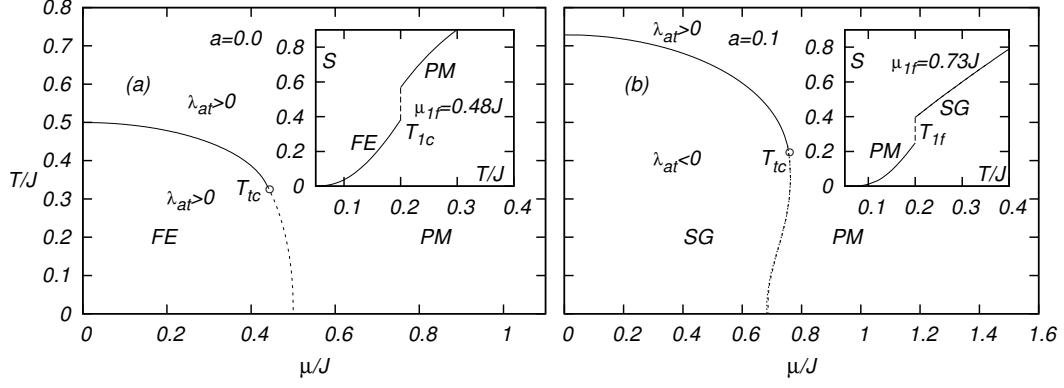 0.8
0.7
0.6
0.5
0.4
0.3
0.2
0.1
0
T/J
0 0.2 0.4 0.6 0.8 1
μ/J
a=0.0
(a)
λat>0
λat>0
Ttc
FE
PM
S
0.8
0.6
0.4
0.2
0
0.1 0.2 0.3 0.4
T/J
PM
μ1f=0.48J
FE
T1c
0 0.2 0.4 0.6 0.8 1 1.2 1.4 1.6
μ/J
λat>0
a=0.1
(b)
λat<0
Ttc
SG
PM
S
0.8
0.6
0.4
0.2
0
0.1 0.2 0.3 0.4
T/J
μ1f=0.73J
SG
PM
T1f